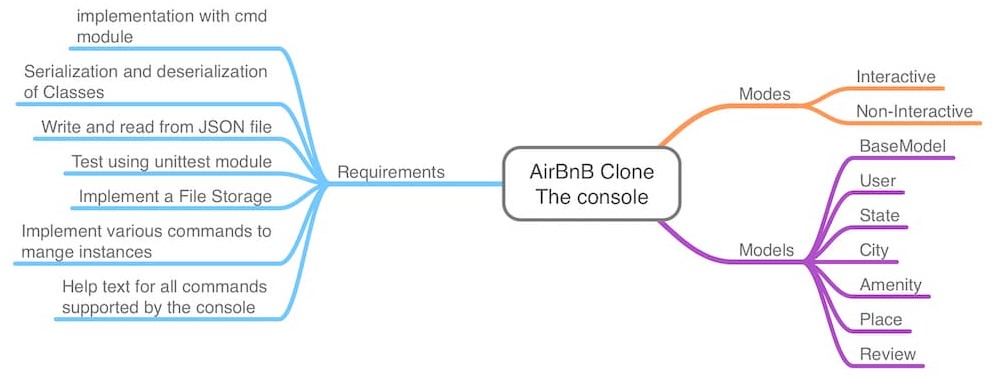 implementation with cmd
module
Serialization and deserialization
of Classes
Write and read from JSON file
Test using unittest module
Implement a File Storage
Implement various commands to
mange instances
Help text for all commands
supported by the console
Requirements
AirBnB Clone
The console
Modes
Interactive
Non-Interactive
Models
BaseModel
User
State
City
Amenity
Place
Review